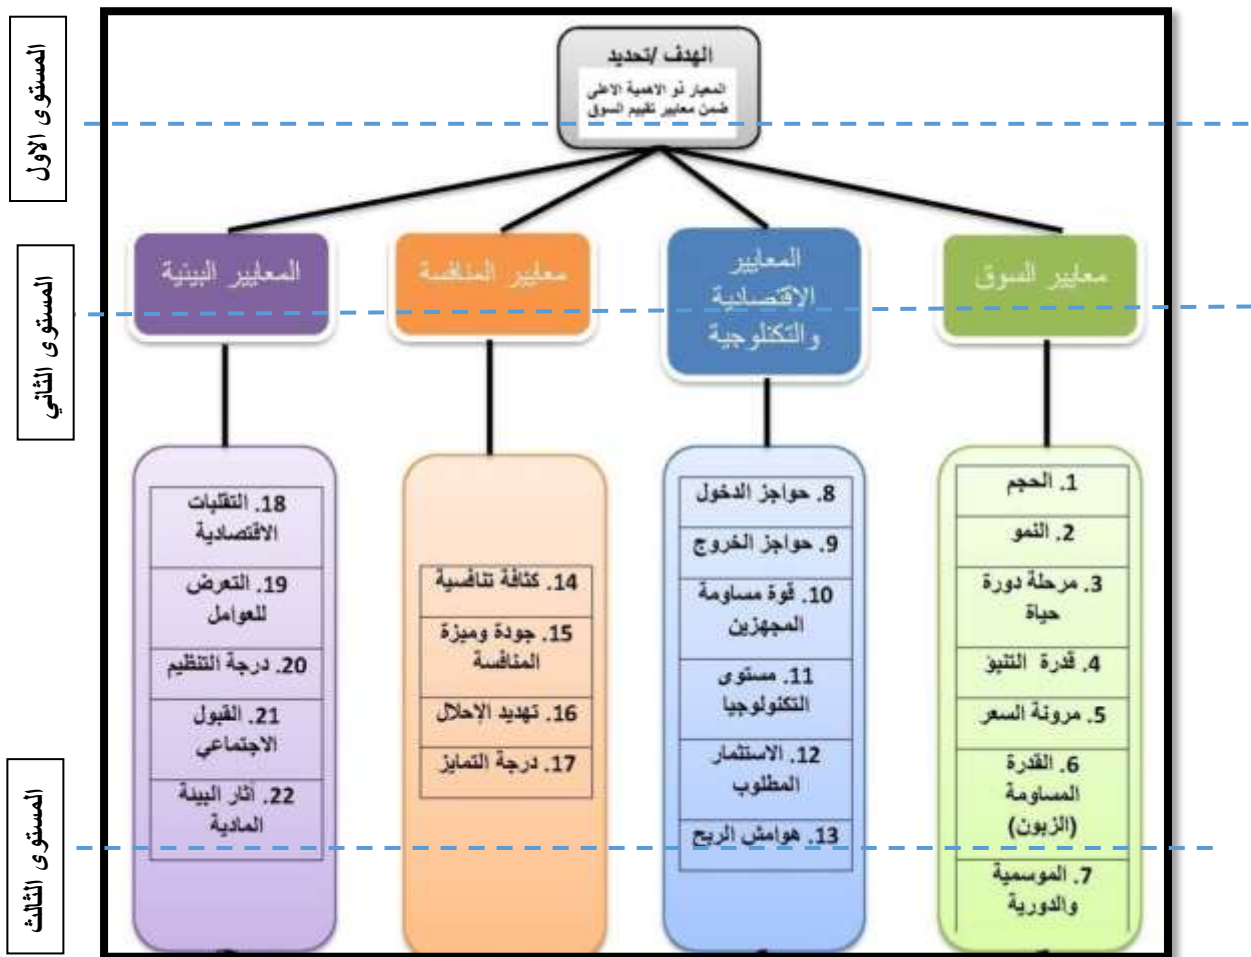 المستوى الاول
الهدف /تحديد
المعيار ذو الاهمية الاعلى
ضمن معايير تقييم السوق
المستوى الثاني
معايير السوق
المعايير
الاقتصادية
والتكنلوجية
معايير المنافسة
المعايير البيئية
المستوى الثالث
1. الحجم
2. النمو
3. مرحلة دورة
حياة
4. قدرة التنبؤ
5. مرونة السعر
6. القدرة
المساومة
(الزبون)
7. الموسمية
والدورية
8. حواجز الدخول
9. حواجز الخروج
10. قوة مساومة
المجهزين
11. مستوى
التكنولوجيا
12. الاستثمار
المطلوب
13. هوامش الربح
14. كثافة تنافسية
15. جودة وميزة
المنافسة
16. تهديد الإحلال
17. درجة التمايز
18. التقلبات
الاقتصادية
19. التعرض
للعوامل
20. درجة التنظيم
21. القبول
الاجتماعي
22. آثار البيئة
المادية